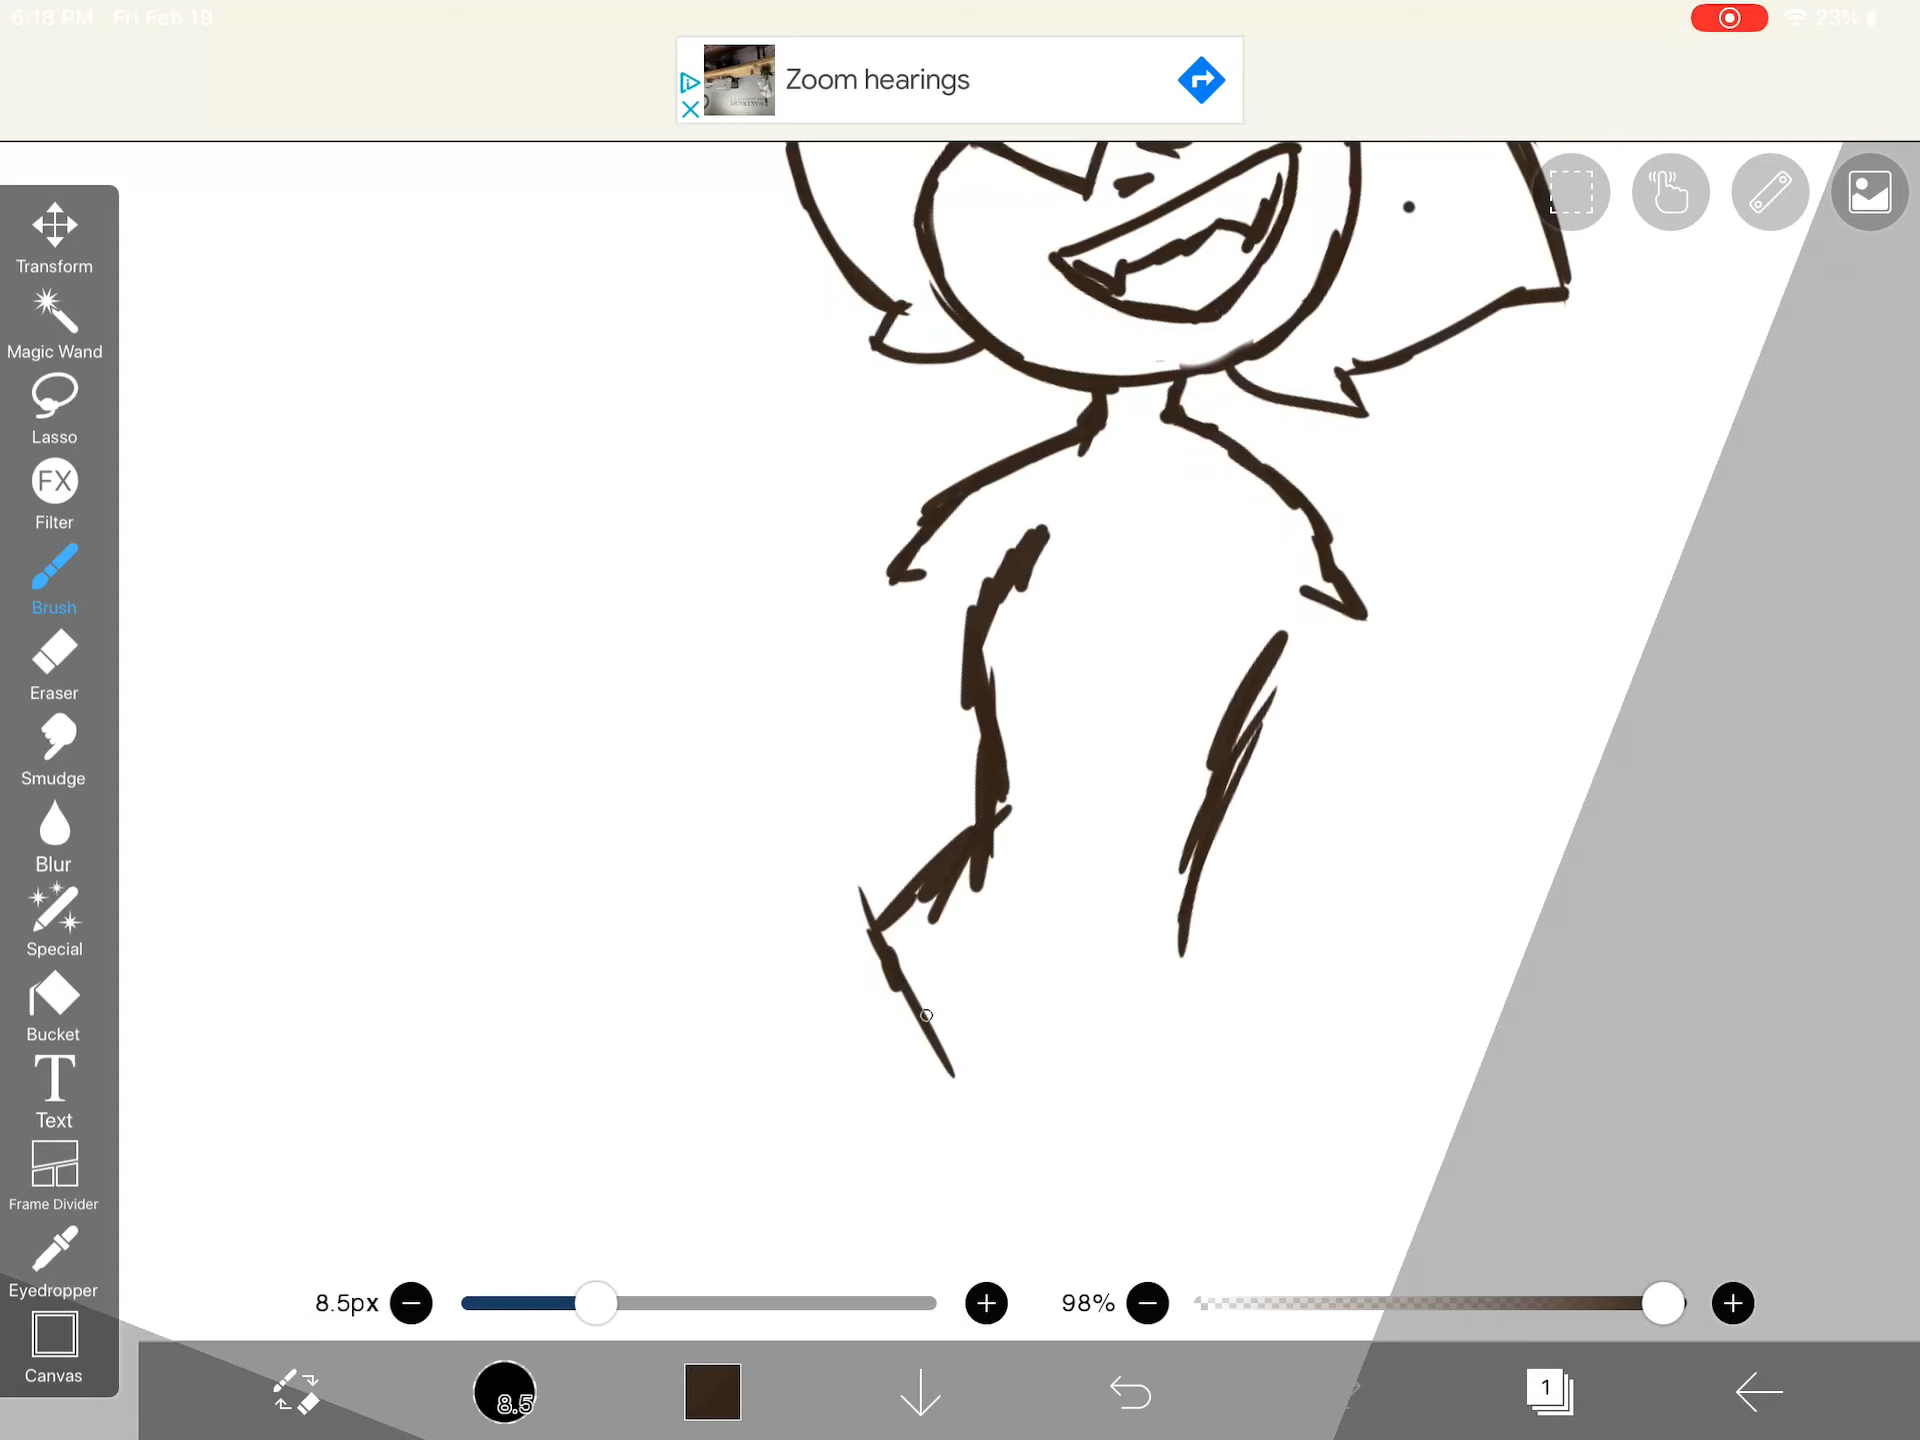 6:18 PM Fri Feb 19
23%
Zoom hearings
Transform
Magic Wand
Lasso
FX
Filter
Brush
Eraser
Smudge
Blur
Special
Bucket
T
Text
Frame Divider
Eyedropper
Canvas
8.5px
98%
8.5
1